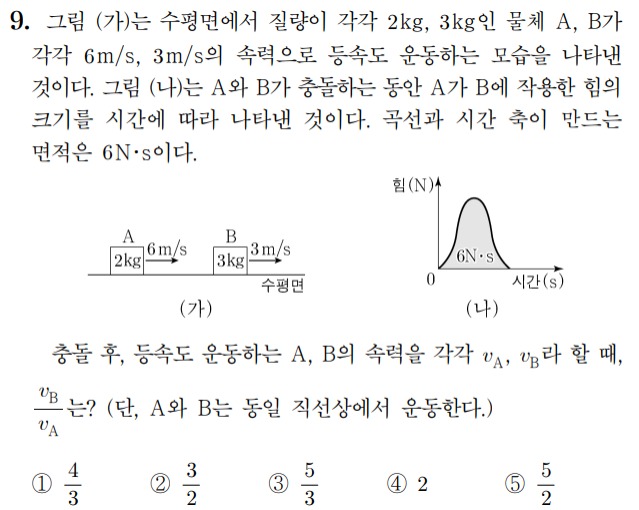 9. 그림 (가)는 수평면에서 질량이 각각 2kg, 3kg인 물체 A, B가
각각 6m/s, 3m/s의 속력으로 등속도 운동하는 모습을 나타낸
것이다. 그림 (나)는 A와 B가 충돌하는 동안 A가 B에 작용한 힘의
크기를 시간에 따라 나타낸 것이다. 곡선과 시간 축이 만드는
면적은 6N·s이다.
A
6m/s
2kg
B
3m/s
3kg
수평면
(가)
힘(N)
6N·s
0
시간(s)
(나)
충돌 후, 등속도 운동하는 A, B의 속력을 각각 v_A, v_B라 할 때,
v_B/v_A 는? (단, A와 B는 동일 직선상에서 운동한다.)
① 4/3 ② 3/2 ③ 5/3 ④ 2 ⑤ 5/2